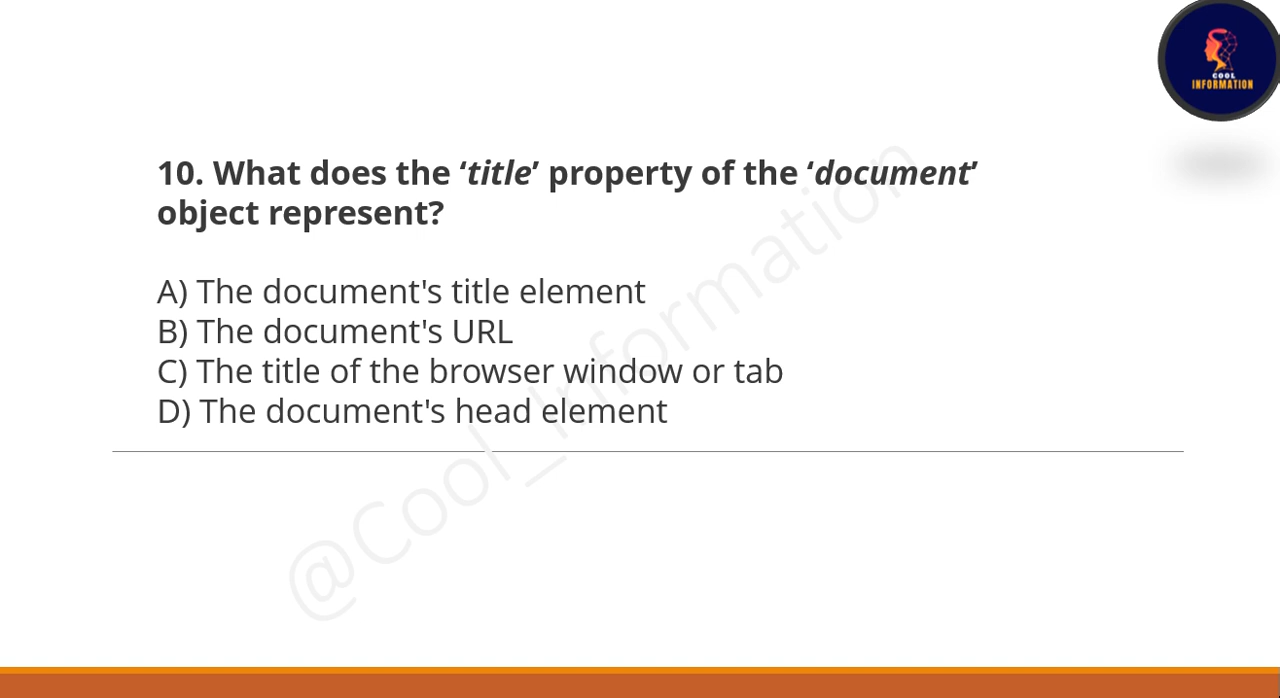 COOL
INFORMATION
10. What does the ‘title’ property of the ‘document’
object represent?
A) The document's title element
B) The document's URL
C) The title of the browser window or tab
D) The document's head element
@Cool_Information